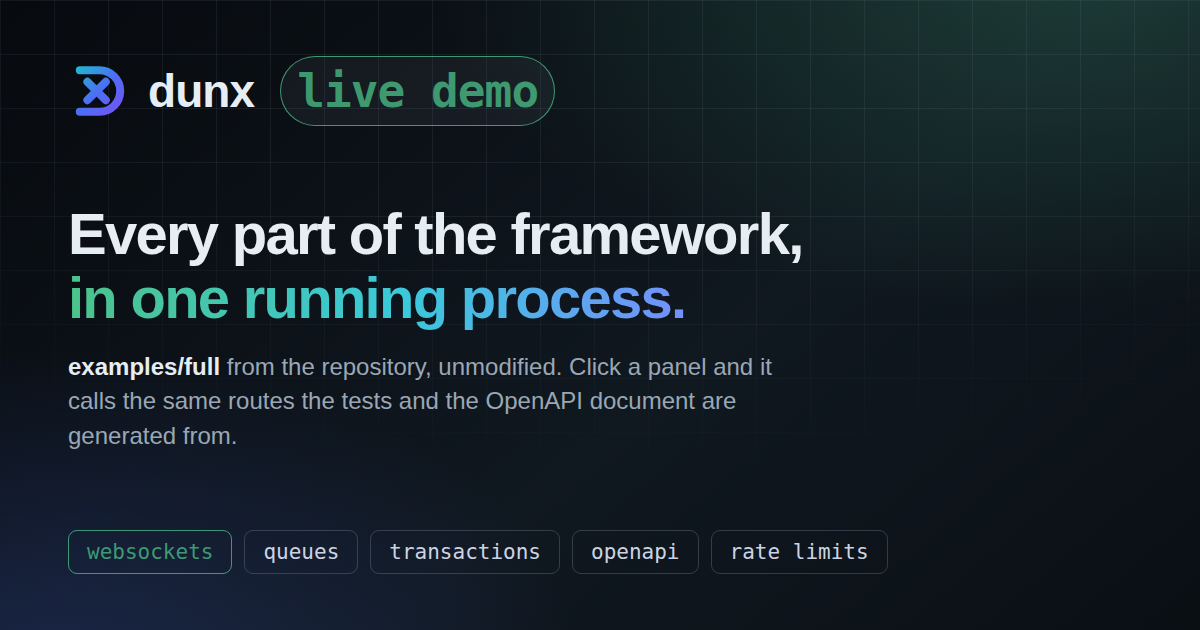 dunx live demo
Every part of the framework,
in one running process.
examples/full from the repository, unmodified. Click a panel and it
calls the same routes the tests and the OpenAPI document are
generated from.
websockets queues transactions openapi rate limits